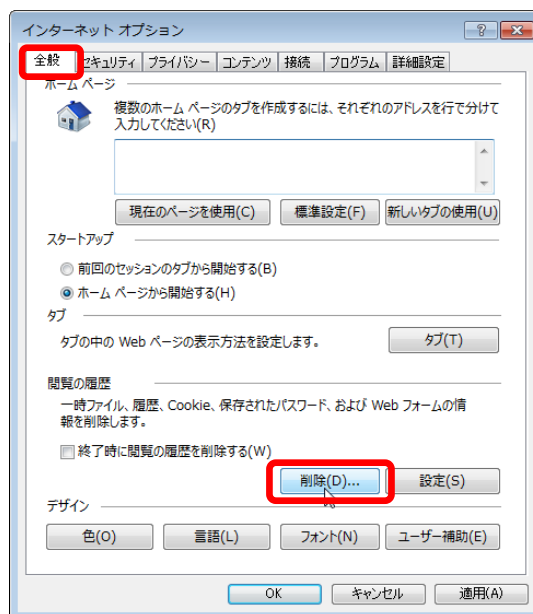 インターネット オプション
全般 セキュリティ プライバシー コンテンツ 接続 プログラム 詳細設定
ホーム ページ
複数のホーム ページのタブを作成するには、それぞれのアドレスを行で分けて
入力してください(R)
現在のページを使用(C) 標準設定(F) 新しいタブの使用(U)
スタートアップ
前回のセッションのタブから開始する(B)
ホーム ページから開始する(H)
タブ
タブの中の Web ページの表示方法を設定します。 タブ(T)
閲覧の履歴
一時ファイル、履歴、Cookie、保存されたパスワード、および Web フォームの情
報を削除します。
終了時に閲覧の履歴を削除する(W)
削除(D)... 設定(S)
デザイン
色(O) 言語(L) フォント(N) ユーザー補助(E)
OK キャンセル 適用(A)